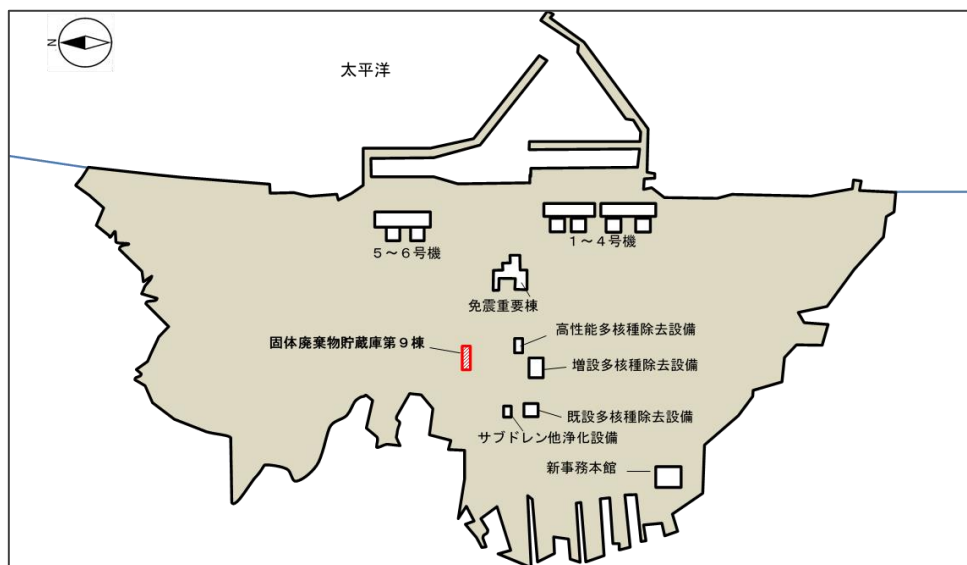 N
太平洋
５～６号機
１～４号機
免震重要棟
高性能多核種除去設備
固体廃棄物貯蔵庫第９棟
増設多核種除去設備
既設多核種除去設備
サブドレン他浄化設備
新事務本館